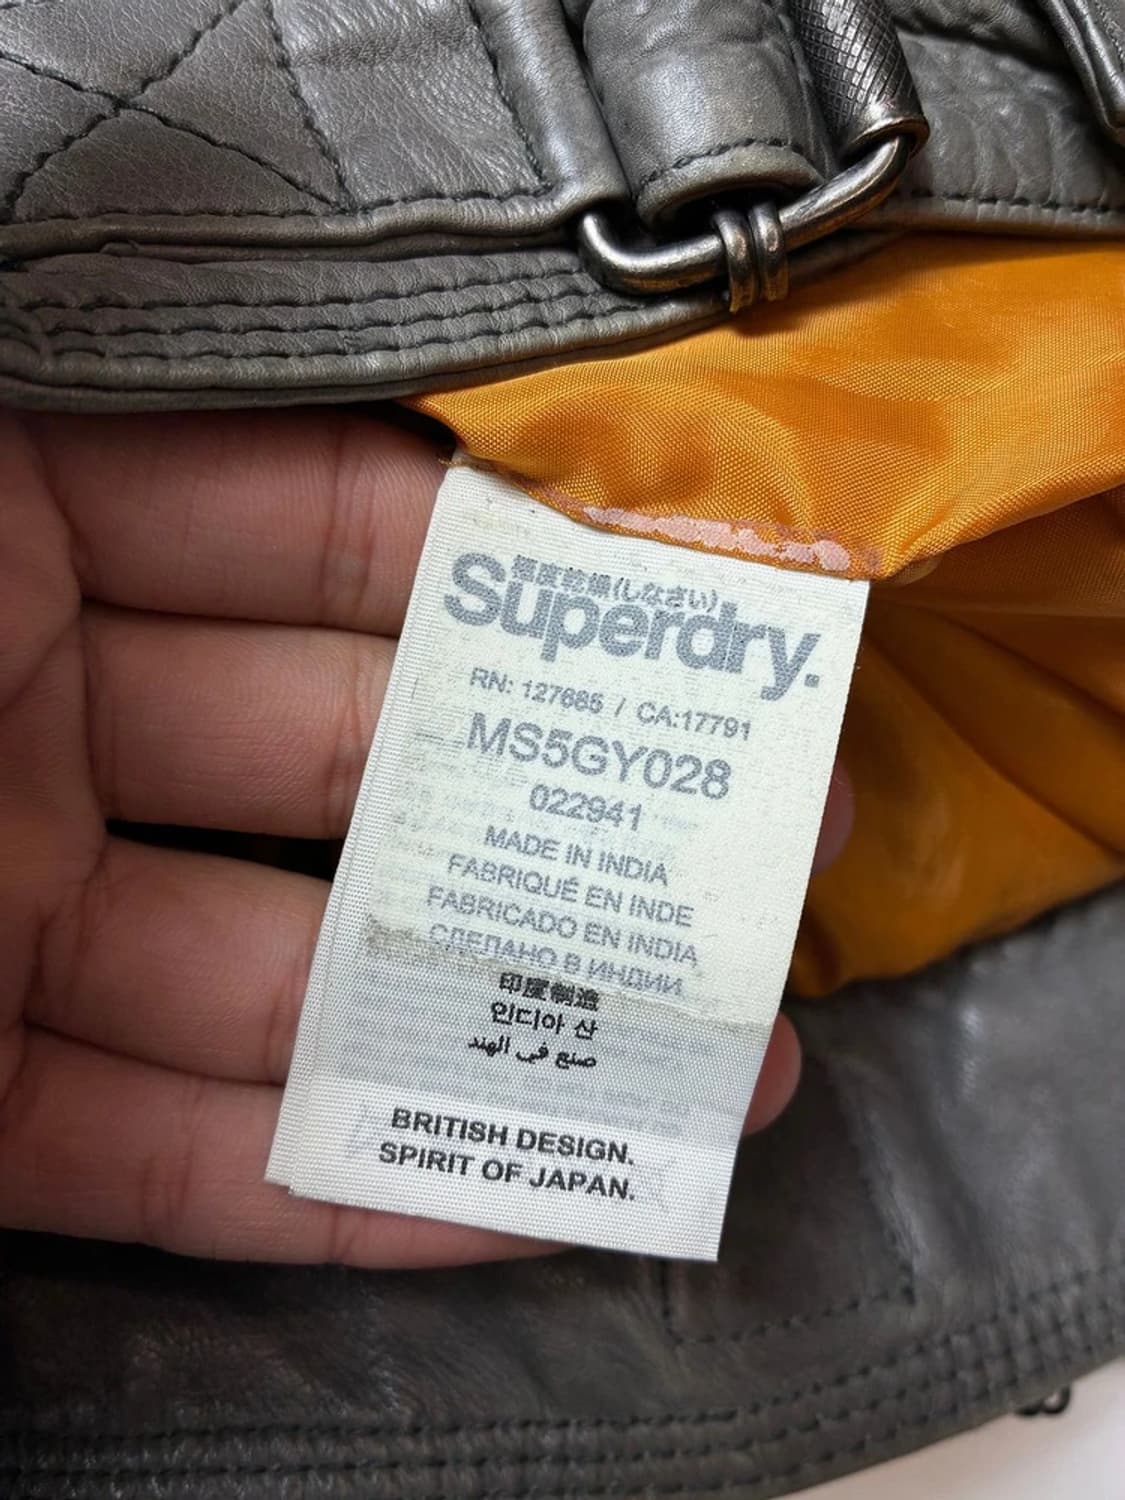 極度乾燥(しなさい)
Superdry.
RN: 127685 / CA:17791
MS5GY028
022941
MADE IN INDIA
FABRIQUÉ EN INDE
FABRICADO EN INDIA
СДЕЛАНО В ИНДИИ
印度制造
인디아 산
صنع في الهند
BRITISH DESIGN.
SPIRIT OF JAPAN.